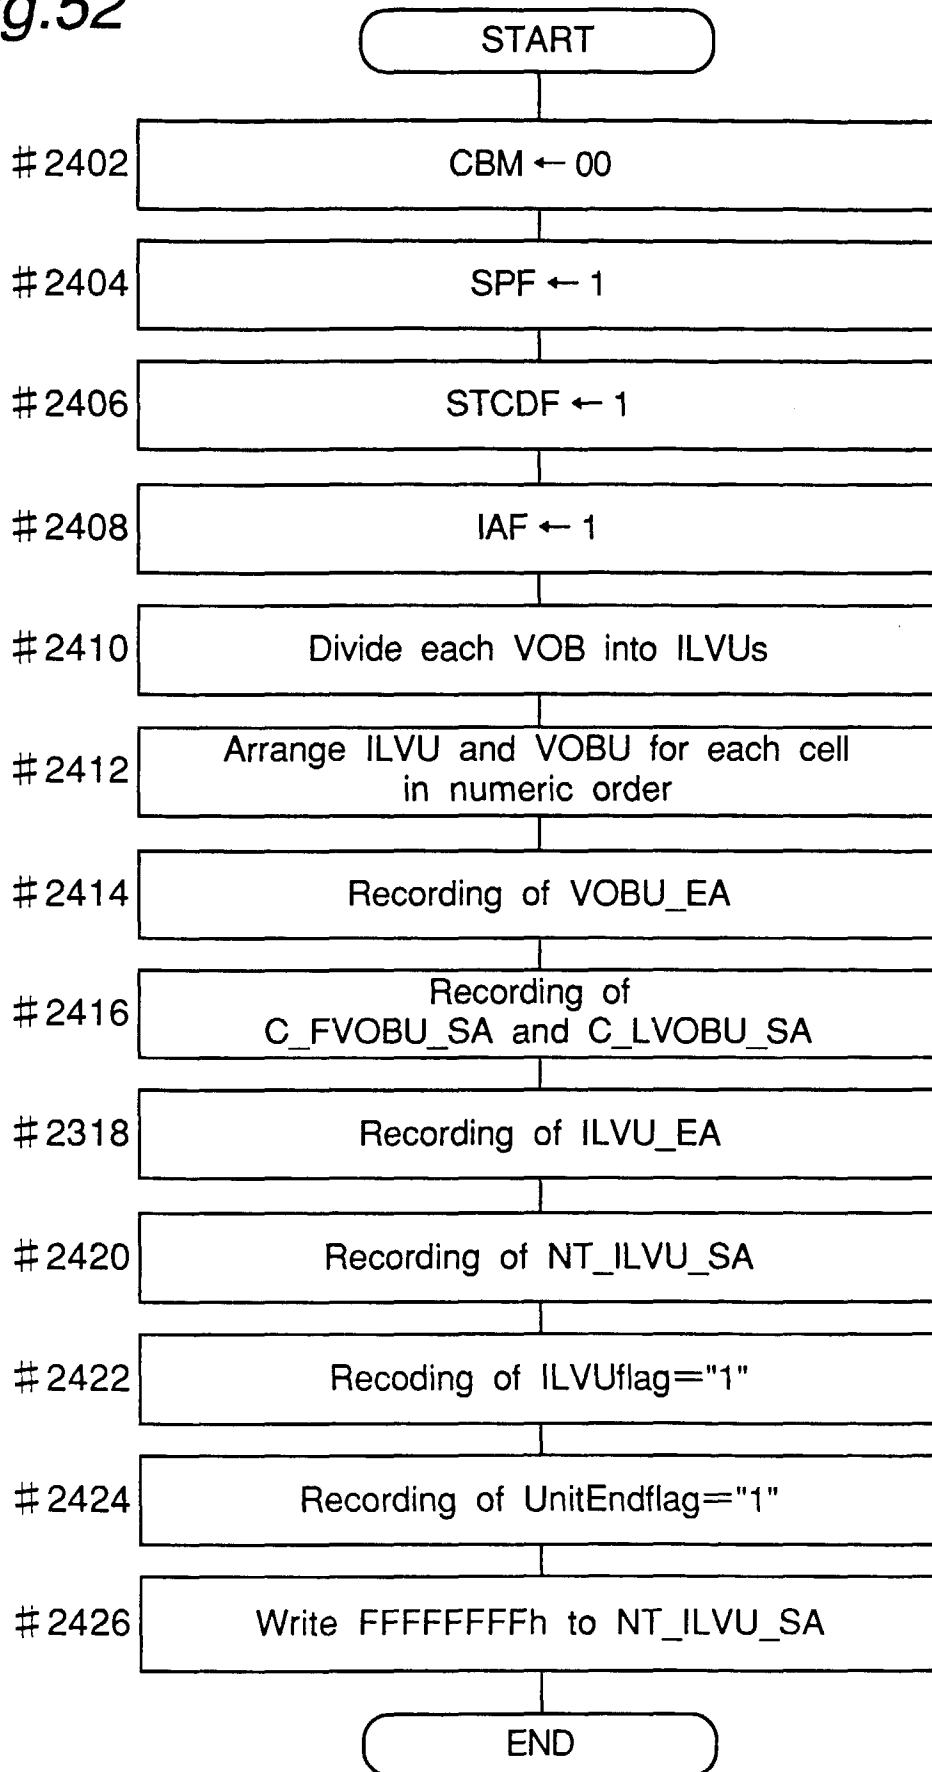 g.52
START
#2402 CBM ← 00
#2404 SPF ← 1
#2406 STCDF ← 1
#2408 IAF ← 1
#2410 Divide each VOB into ILVUs
#2412 Arrange ILVU and VOBU for each cell
in numeric order
#2414 Recording of VOBU_EA
#2416 Recording of
C_FVOBU_SA and C_LVOBU_SA
#2318 Recording of ILVU_EA
#2420 Recording of NT_ILVU_SA
#2422 Recoding of ILVUflag="1"
#2424 Recording of UnitEndflag="1"
#2426 Write FFFFFFFFh to NT_ILVU_SA
END